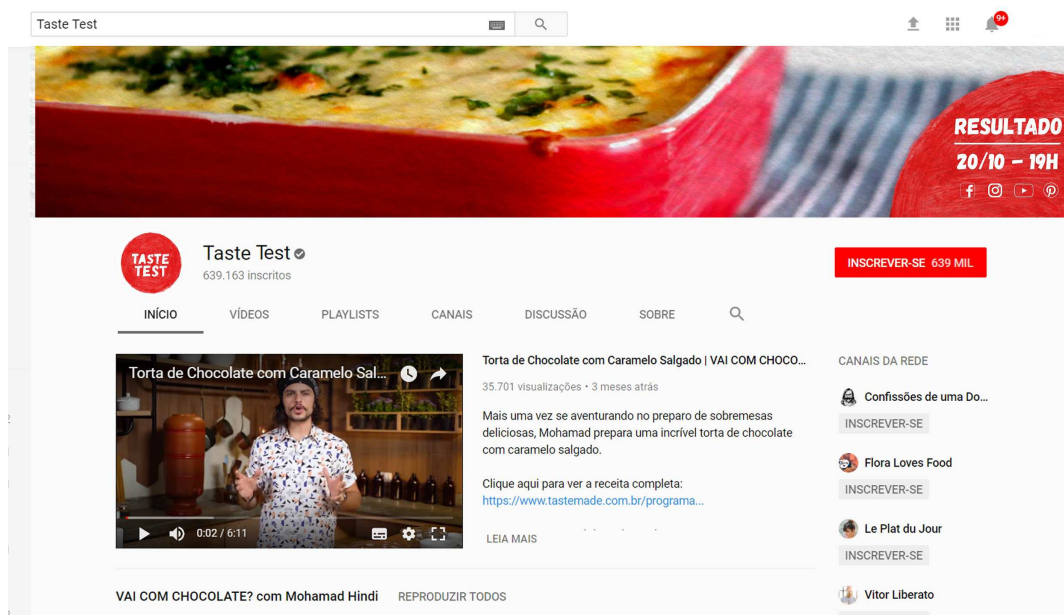 Taste Test
9+
RESULTADO
20/10 – 19H
TASTE
TEST
Taste Test
639.163 inscritos
INSCREVER-SE 639 MIL
INÍCIO VÍDEOS PLAYLISTS CANAIS DISCUSSÃO SOBRE
Torta de Chocolate com Caramelo Sal...
0:02 / 6:11
Torta de Chocolate com Caramelo Salgado | VAI COM CHOCO...
35.701 visualizações • 3 meses atrás
Mais uma vez se aventurando no preparo de sobremesas
deliciosas, Mohamad prepara uma incrível torta de chocolate
com caramelo salgado.
Clique aqui para ver a receita completa:
https://www.tastemade.com.br/programa...
LEIA MAIS
CANAIS DA REDE
Confissões de uma Do...
INSCREVER-SE
Flora Loves Food
INSCREVER-SE
Le Plat du Jour
INSCREVER-SE
Vitor Liberato
VAI COM CHOCOLATE? com Mohamad Hindi REPRODUZIR TODOS